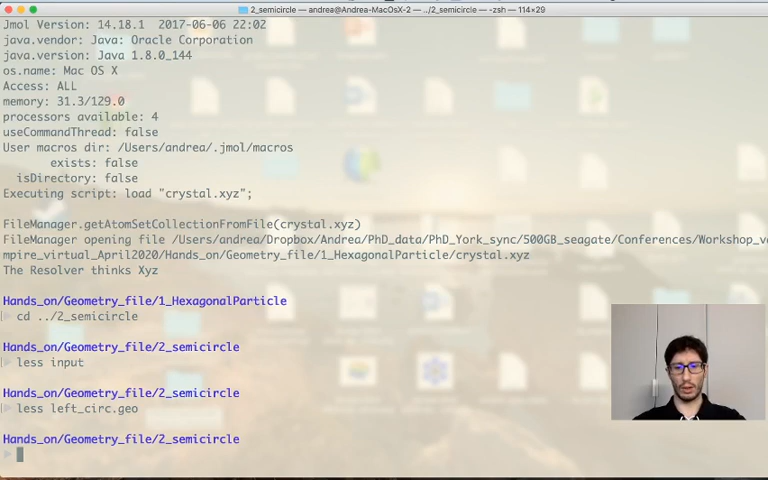 2_semicircle — andrea@Andrea-MacOsX-2 — ../2_semicircle — -zsh — 114×29
Jmol Version: 14.18.1  2017-06-06 22:02
java.vendor: Java: Oracle Corporation
java.version: Java 1.8.0_144
os.name: Mac OS X
Access: ALL
memory: 31.3/129.0
processors available: 4
useCommandThread: false
User macros dir: /Users/andrea/.jmol/macros
exists: false
isDirectory: false
Executing script: load "crystal.xyz";
FileManager.getAtomSetCollectionFromFile(crystal.xyz)
FileManager opening file /Users/andrea/Dropbox/Andrea/PhD_data/PhD_York_sync/500GB_seagate/Conferences/Workshop_va
mpire_virtual_April2020/Hands_on/Geometry_file/1_HexagonalParticle/crystal.xyz
The Resolver thinks Xyz
Hands_on/Geometry_file/1_HexagonalParticle
cd ../2_semicircle
Hands_on/Geometry_file/2_semicircle
less input
Hands_on/Geometry_file/2_semicircle
less left_circ.geo
Hands_on/Geometry_file/2_semicircle